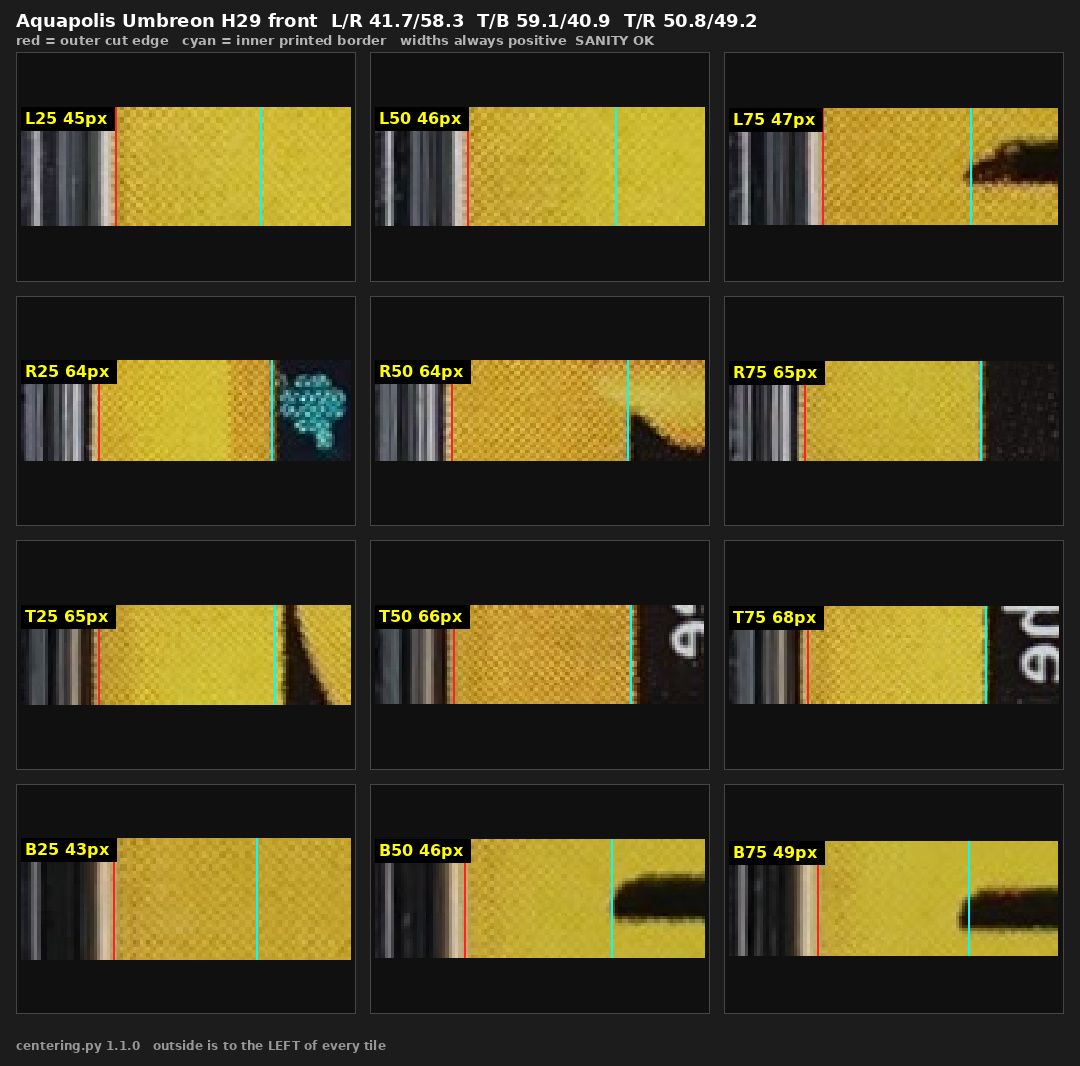 Aquapolis Umbreon H29 front L/R 41.7/58.3 T/B 59.1/40.9 T/R 50.8/49.2
red = outer cut edge cyan = inner printed border widths always positive SANITY OK
L25 45px
L50 46px
L75 47px
R25 64px
R50 64px
R75 65px
T25 65px
T50 66px
T75 68px
B25 43px
B50 46px
B75 49px
centering.py 1.1.0 outside is to the LEFT of every tile